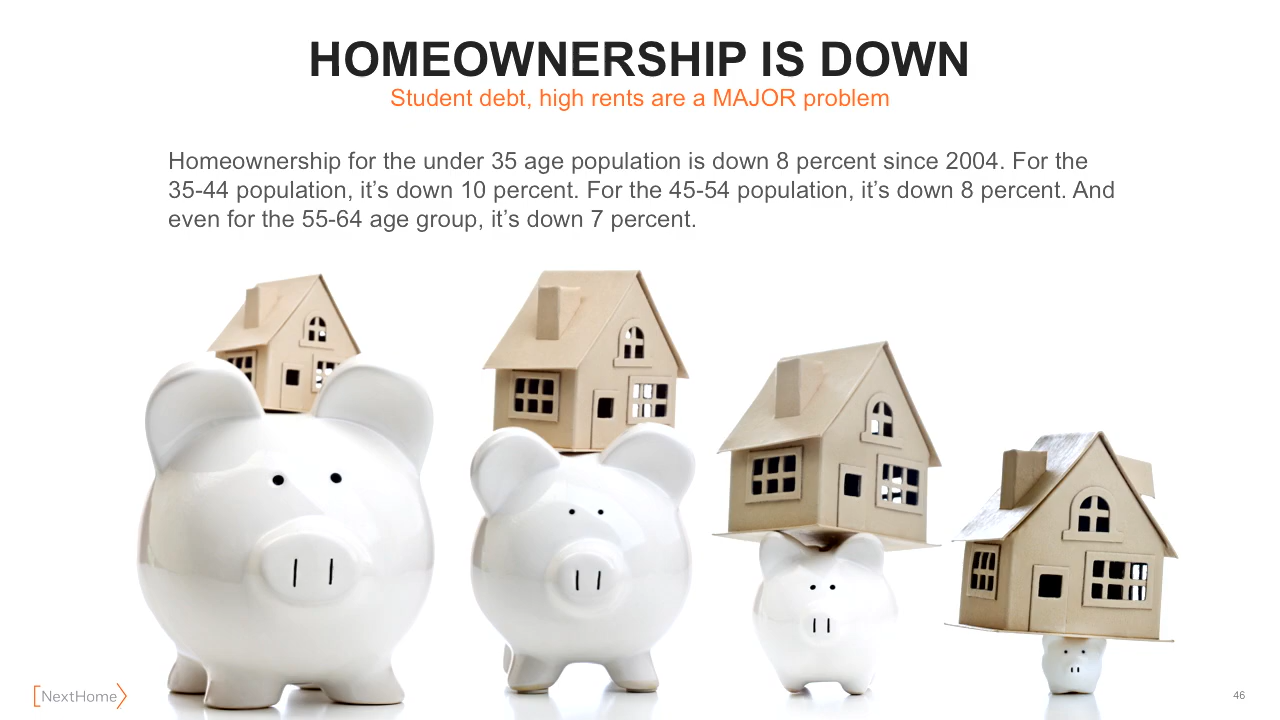 HOMEOWNERSHIP IS DOWN
Student debt, high rents are a MAJOR problem
Homeownership for the under 35 age population is down 8 percent since 2004. For the
35-44 population, it’s down 10 percent. For the 45-54 population, it’s down 8 percent. And
even for the 55-64 age group, it’s down 7 percent.
NextHome
46